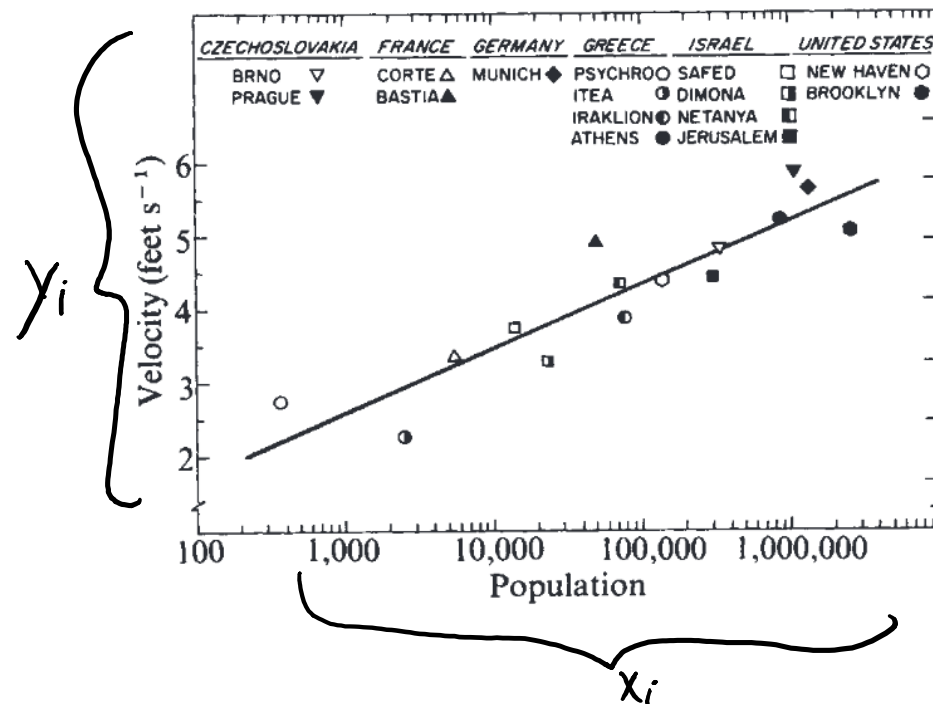 CZECHOSLOVAKIA FRANCE GERMANY GREECE ISRAEL UNITED STATES
BRNO ▽ CORTE △ MUNICH ◆ PSYCHRO ○ SAFED □ NEW HAVEN ○
PRAGUE ▼ BASTIA ▲ ITEA ◑ DIMONA ◨ BROOKLYN ●
IRAKLION ◐ NETANYA ◧
ATHENS ● JERUSALEM ■
6
5
4
3
2
Velocity (feet s⁻¹)
yi
100 1,000 10,000 100,000 1,000,000
Population
xi